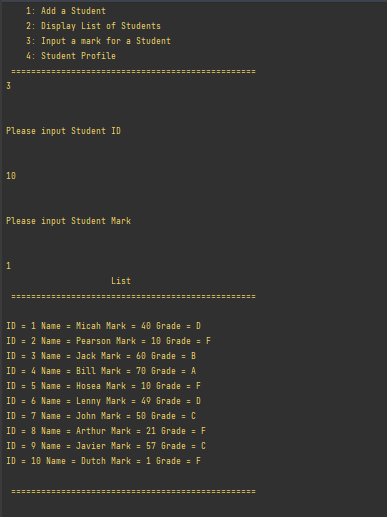 1: Add a Student
2: Display List of Students
3: Input a mark for a Student
4: Student Profile
=================================================
3
Please input Student ID
10
Please input Student Mark
1
List
=================================================
ID = 1 Name = Micah Mark = 40 Grade = D
ID = 2 Name = Pearson Mark = 10 Grade = F
ID = 3 Name = Jack Mark = 60 Grade = B
ID = 4 Name = Bill Mark = 70 Grade = A
ID = 5 Name = Hosea Mark = 10 Grade = F
ID = 6 Name = Lenny Mark = 49 Grade = D
ID = 7 Name = John Mark = 50 Grade = C
ID = 8 Name = Arthur Mark = 21 Grade = F
ID = 9 Name = Javier Mark = 57 Grade = C
ID = 10 Name = Dutch Mark = 1 Grade = F
=================================================